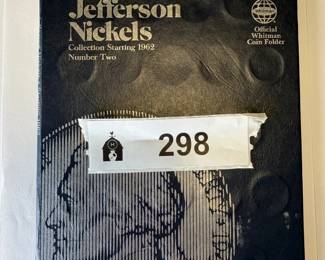 Jefferson
Nickels
Collection Starting 1962
Number Two
Official
Whitman
Coin Folder
298